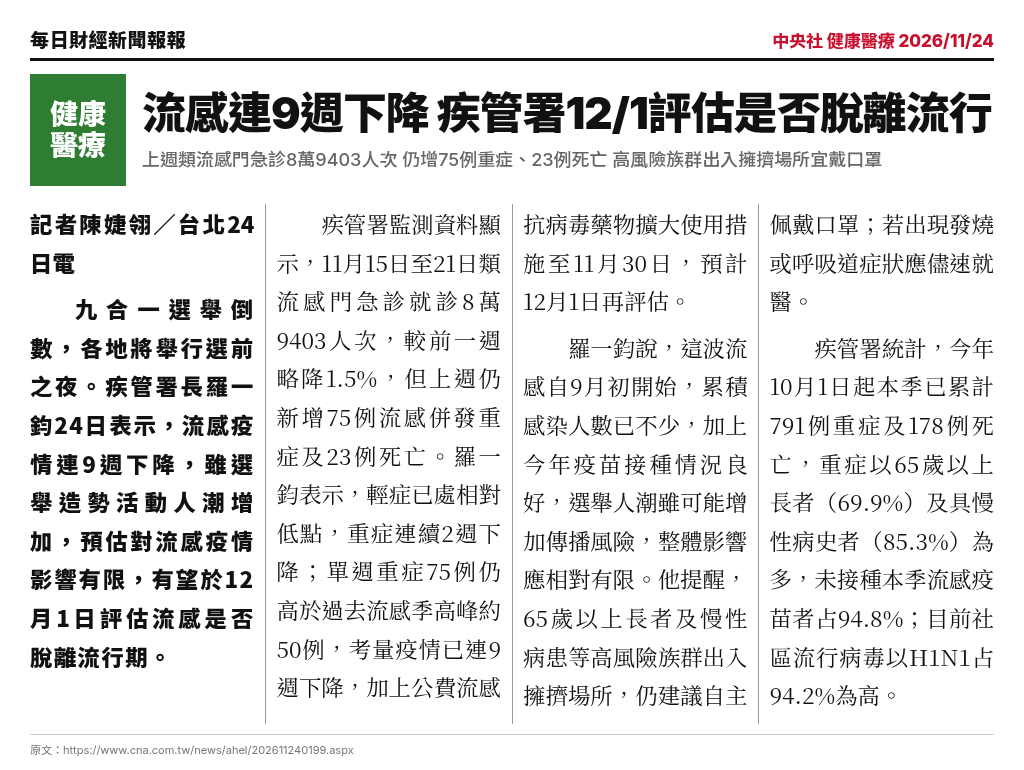 每日財經新聞報報
中央社 健康醫療 2026/11/24
健康
醫療
流感連9週下降 疾管署12/1評估是否脫離流行
上週類流感門急診8萬9403人次 仍增75例重症、23例死亡 高風險族群出入擁擠場所宜戴口罩
記者陳婕翎／台北24
日電
九合一選舉倒
數，各地將舉行選前
之夜。疾管署長羅一
鈞24日表示，流感疫
情連9週下降，雖選
舉造勢活動人潮增
加，預估對流感疫情
影響有限，有望於12
月1日評估流感是否
脫離流行期。
疾管署監測資料顯
示，11月15日至21日類
流感門急診就診8萬
9403人次，較前一週
略降1.5%，但上週仍
新增75例流感併發重
症及23例死亡。羅一
鈞表示，輕症已處相對
低點，重症連續2週下
降；單週重症75例仍
高於過去流感季高峰約
50例，考量疫情已連9
週下降，加上公費流感
抗病毒藥物擴大使用措
施至11月30日，預計
12月1日再評估。
羅一鈞說，這波流
感自9月初開始，累積
感染人數已不少，加上
今年疫苗接種情況良
好，選舉人潮雖可能增
加傳播風險，整體影響
應相對有限。他提醒，
65歲以上長者及慢性
病患等高風險族群出入
擁擠場所，仍建議自主
佩戴口罩；若出現發燒
或呼吸道症狀應儘速就
醫。
疾管署統計，今年
10月1日起本季已累計
791例重症及178例死
亡，重症以65歲以上
長者（69.9%）及具慢
性病史者（85.3%）為
多，未接種本季流感疫
苗者占94.8%；目前社
區流行病毒以H1N1占
94.2%為高。
原文：https://www.cna.com.tw/news/ahel/202611240199.aspx